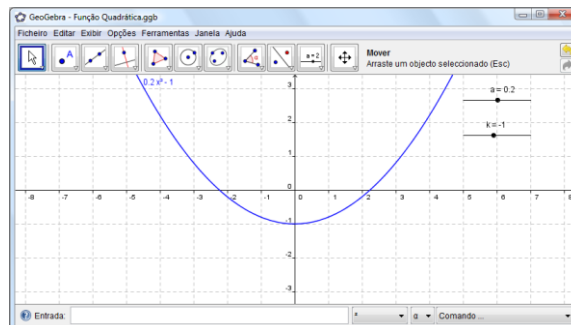 GeoGebra - Função Quadrática.ggb
Ficheiro Editar Exibir Opções Ferramentas Janela Ajuda
A
α
a=2
Mover
Arraste um objecto seleccionado (Esc)
0.2 x² - 1
a = 0.2
k = -1
3
2
1
0
-8 -7 -6 -5 -4 -3 -2 -1 1 2 3 4 5 6 7 8
-1
-2
-3
Entrada:
α
Comando ...